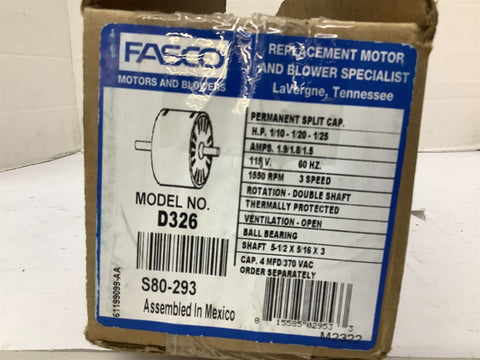 FASCO
MOTORS AND BLOWERS
REPLACEMENT MOTOR
AND BLOWER SPECIALIST
LaVergne, Tennessee
MODEL NO.
D326
S80-293
Assembled In Mexico
61199099-AA
PERMANENT SPLIT CAP.
H.P. 1/10 - 1/20 - 1/25
AMPS. 1.9/1.8/1.5
115 V. 60 HZ.
1550 RPM 3 SPEED
ROTATION - DOUBLE SHAFT
THERMALLY PROTECTED
VENTILATION - OPEN
BALL BEARING
SHAFT 5-1/2 X 5/16 X 3
CAP. 4 MFD/370 VAC
ORDER SEPARATELY
8 15585 02953 3
M2322